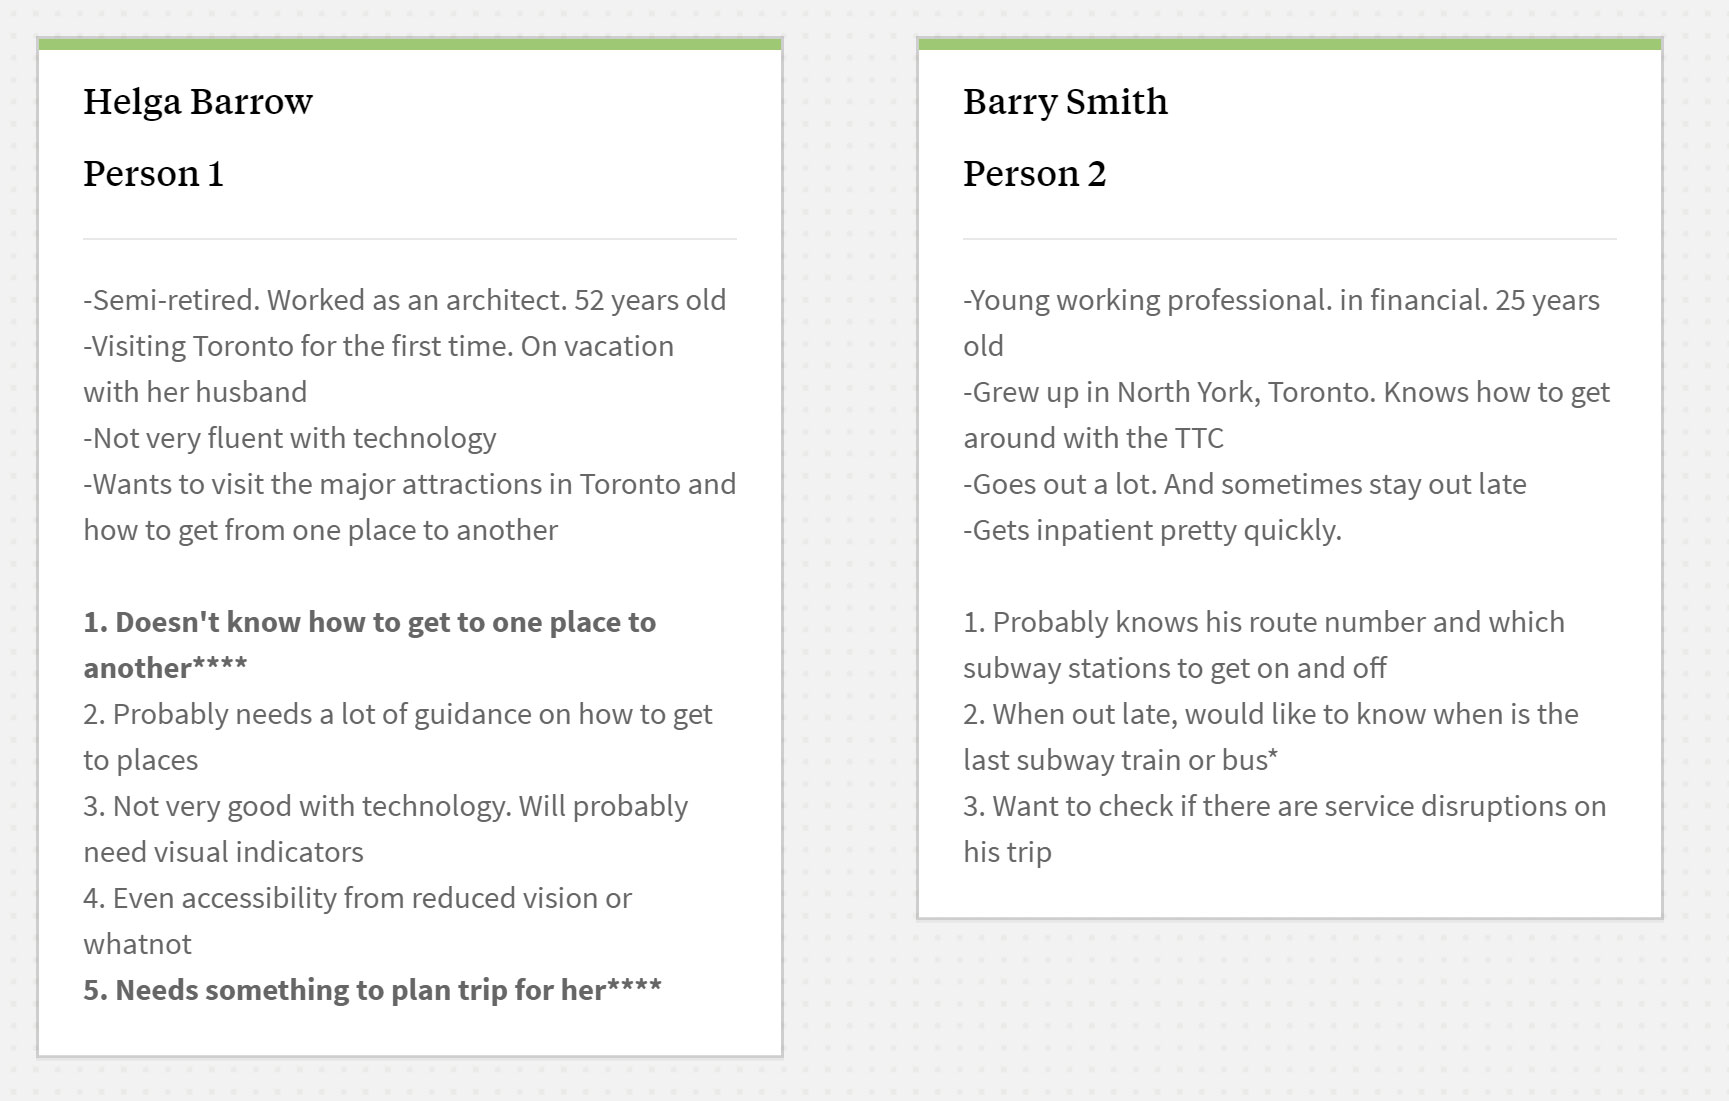 Helga Barrow
Person 1
-Semi-retired. Worked as an architect. 52 years old
-Visiting Toronto for the first time. On vacation
with her husband
-Not very fluent with technology
-Wants to visit the major attractions in Toronto and
how to get from one place to another
1. Doesn't know how to get to one place to
another****
2. Probably needs a lot of guidance on how to get
to places
3. Not very good with technology. Will probably
need visual indicators
4. Even accessibility from reduced vision or
whatnot
5. Needs something to plan trip for her****
Barry Smith
Person 2
-Young working professional. in financial. 25 years
old
-Grew up in North York, Toronto. Knows how to get
around with the TTC
-Goes out a lot. And sometimes stay out late
-Gets inpatient pretty quickly.
1. Probably knows his route number and which
subway stations to get on and off
2. When out late, would like to know when is the
last subway train or bus*
3. Want to check if there are service disruptions on
his trip